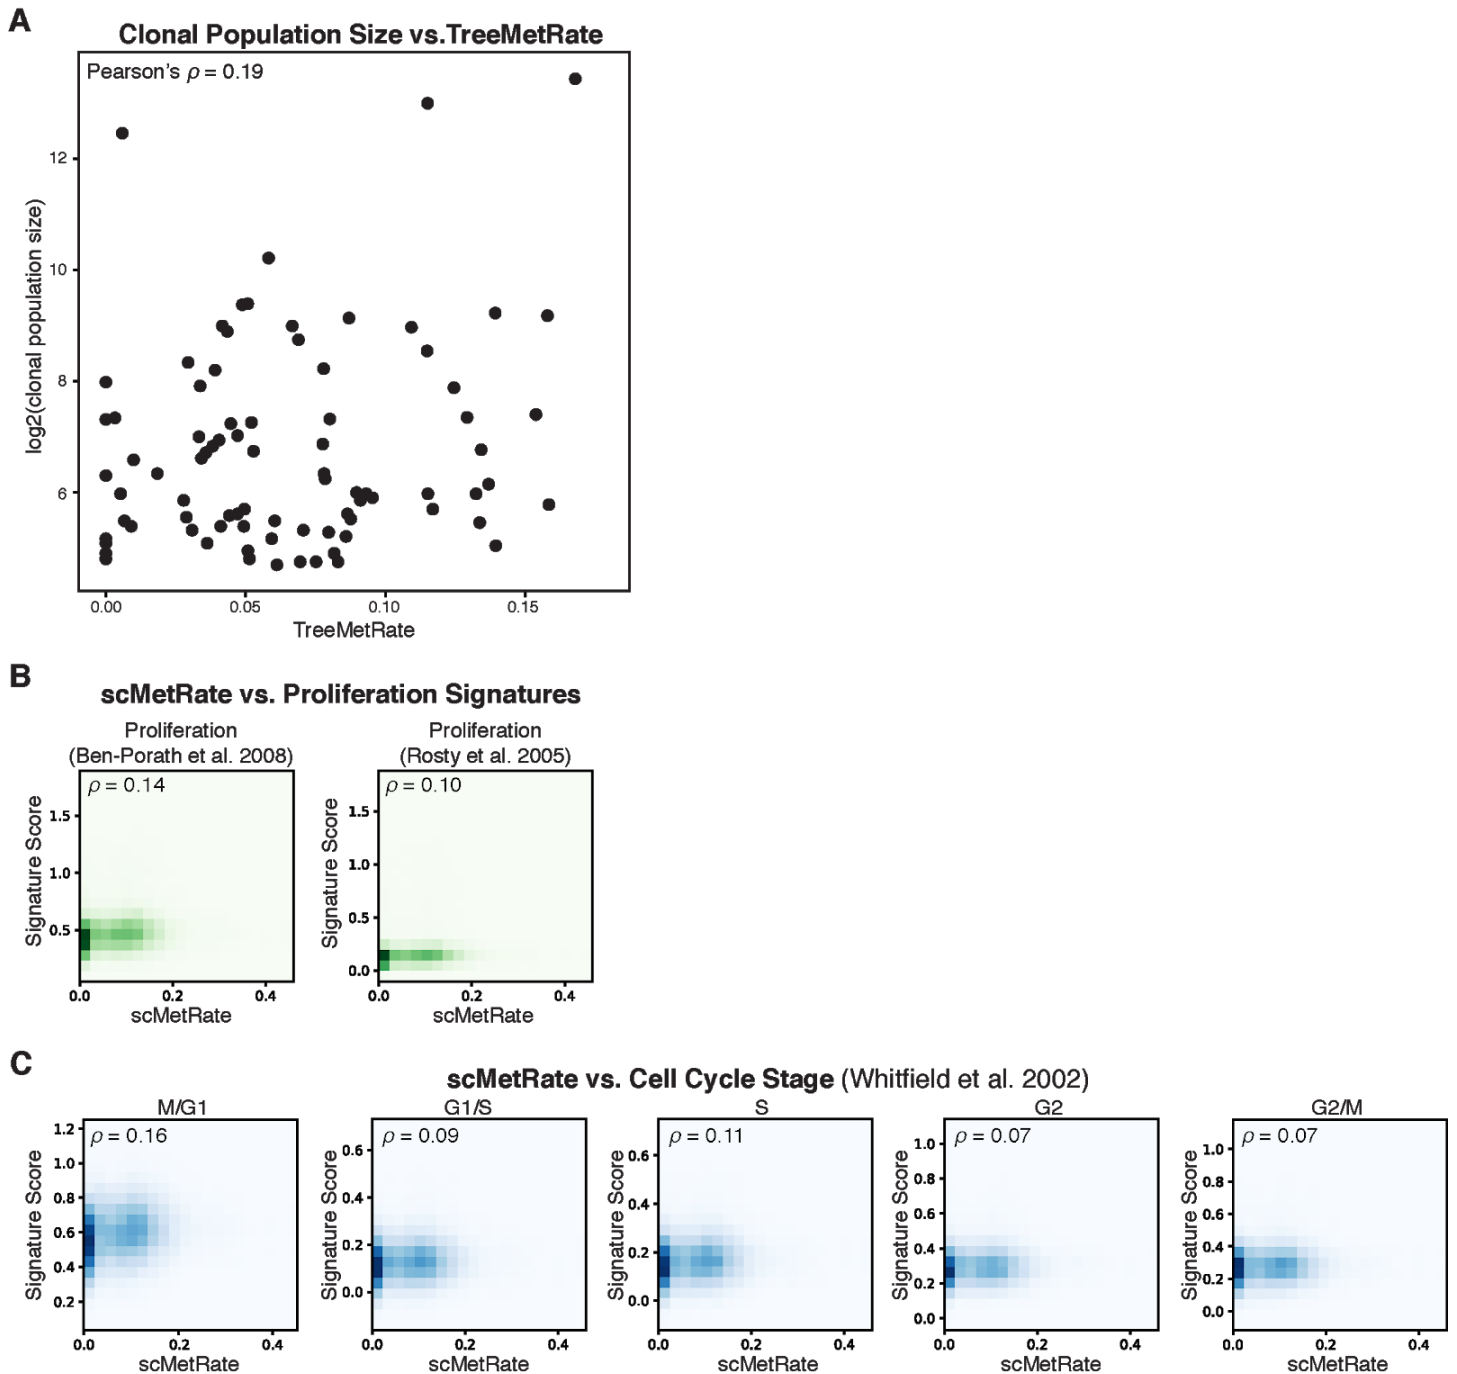 A
Clonal Population Size vs.TreeMetRate
Pearson's ρ = 0.19
log2(clonal population size)
12
10
8
6
0.00 0.05 0.10 0.15
TreeMetRate
B
scMetRate vs. Proliferation Signatures
Proliferation
(Ben-Porath et al. 2008)
ρ = 0.14
Signature Score
1.5
1.0
0.5
0.0 0.2 0.4
scMetRate
Proliferation
(Rosty et al. 2005)
ρ = 0.10
Signature Score
1.5
1.0
0.5
0.0
0.0 0.2 0.4
scMetRate
C
scMetRate vs. Cell Cycle Stage (Whitfield et al. 2002)
M/G1
ρ = 0.16
Signature Score
1.2
1.0
0.8
0.6
0.4
0.2
0.0 0.2 0.4
scMetRate
G1/S
ρ = 0.09
Signature Score
0.6
0.4
0.2
0.0
0.0 0.2 0.4
scMetRate
S
ρ = 0.11
Signature Score
0.6
0.4
0.2
0.0
0.0 0.2 0.4
scMetRate
G2
ρ = 0.07
Signature Score
1.0
0.8
0.6
0.4
0.2
0.0
0.0 0.2 0.4
scMetRate
G2/M
ρ = 0.07
Signature Score
1.0
0.8
0.6
0.4
0.2
0.0
0.0 0.2 0.4
scMetRate